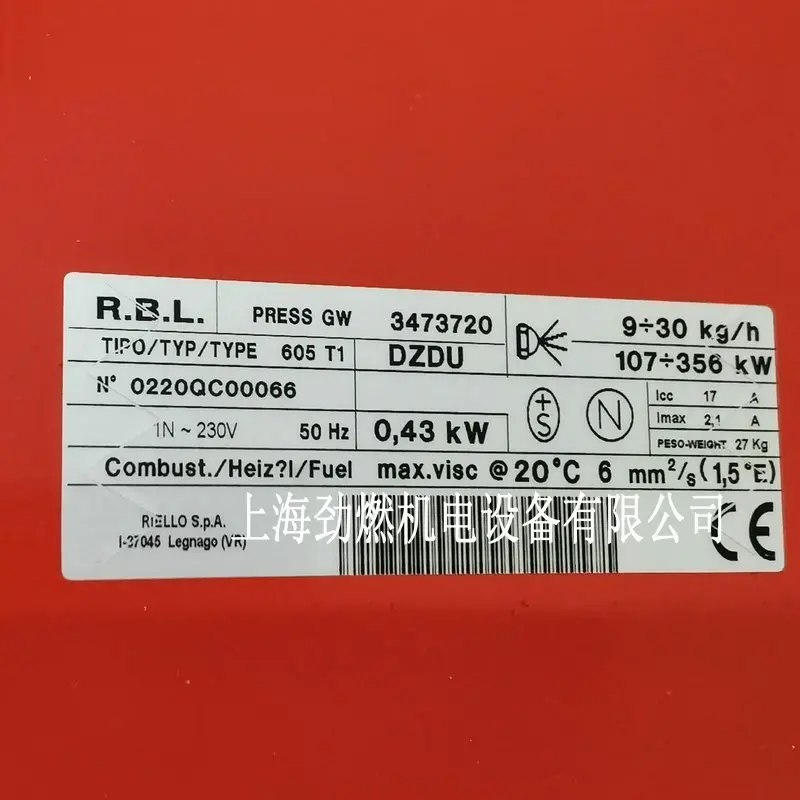 R.B.L. PRESS GW 3473720 9÷30 kg/h
TIPO/TYP/TYPE 605 T1 DZDU 107÷356 kW
N° 0220QC00066
Icc 17 A
+S N
Imax 2,1 A
1N ~ 230V 50 Hz 0,43 kW
PESO-WEIGHT 27 Kg
Combust./Heiz?l/Fuel max.visc @ 20°C 6 mm²/s (1,5°E)
上海劲燃机电设备有限公司
RIELLO S.p.A.
I-37045 Legnago (VR)
CE